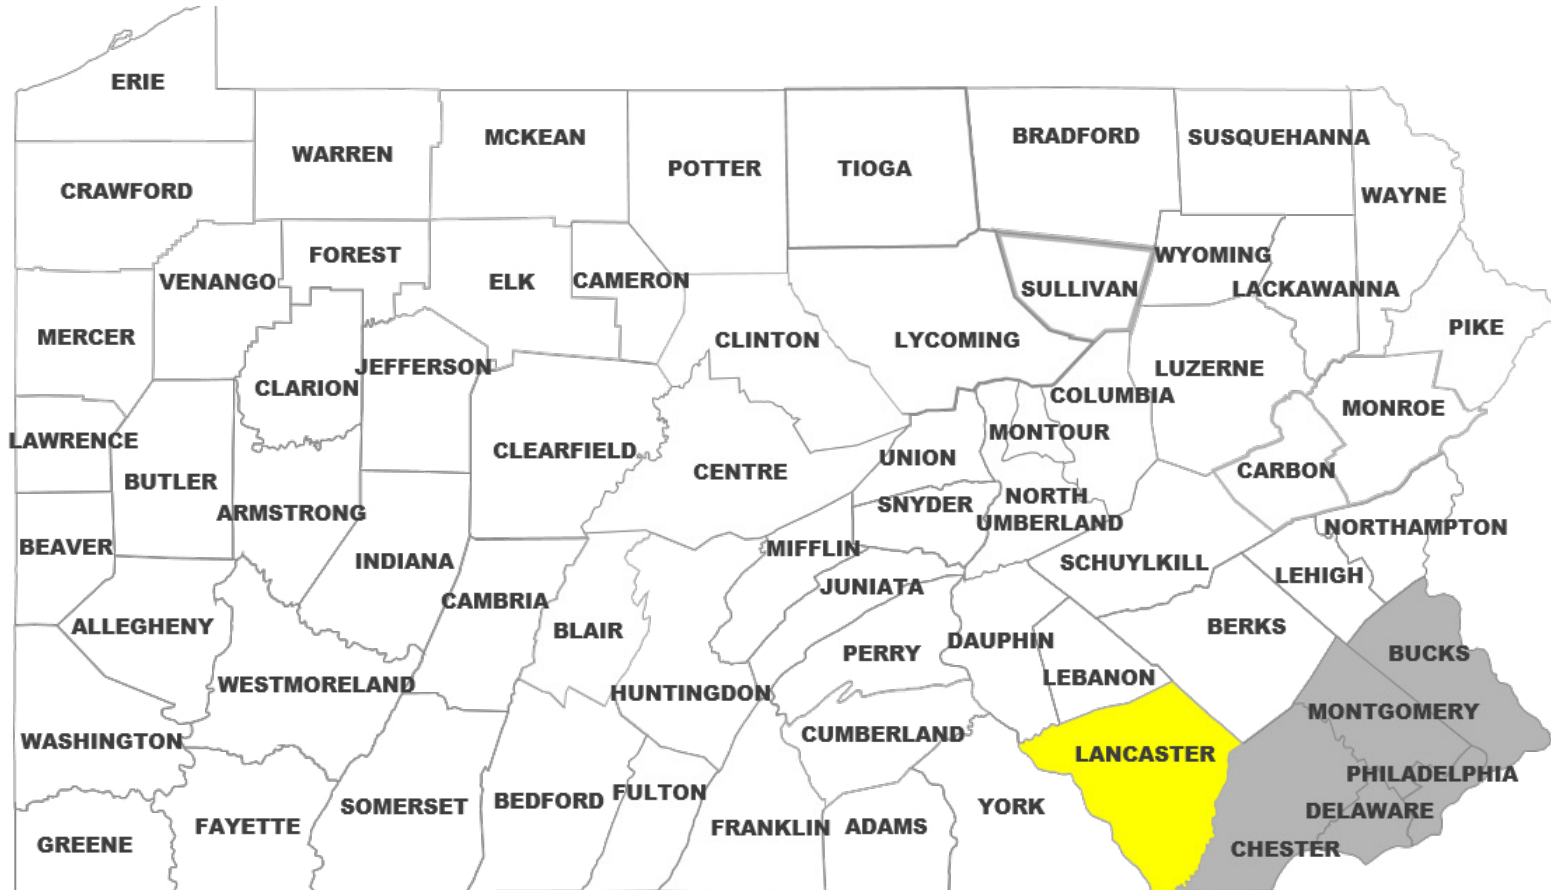 ERIE
WARREN
MCKEAN
POTTER
TIOGA
BRADFORD
SUSQUEHANNA
CRAWFORD
WAYNE
VENANGO
FOREST
ELK
CAMERON
SULLIVAN
WYOMING
LACKAWANNA
MERCER
JEFFERSON
CLARION
CLINTON
LYCOMING
LUZERNE
PIKE
COLUMBIA
MONROE
LAWRENCE
BUTLER
CLEARFIELD
CENTRE
UNION
MONTOUR
CARBON
ARMSTRONG
SNYDER
NORTH
UMBERLAND
NORTHAMPTON
BEAVER
INDIANA
MIFFLIN
SCHUYLKILL
LEHIGH
ALLEGHENY
CAMBRIA
BLAIR
JUNIATA
PERRY
DAUPHIN
BERKS
BUCKS
WESTMORELAND
HUNTINGDON
LEBANON
MONTGOMERY
WASHINGTON
CUMBERLAND
LANCASTER
PHILADELPHIA
GREENE
FAYETTE
SOMERSET
BEDFORD
FULTON
FRANKLIN
ADAMS
YORK
DELAWARE
CHESTER